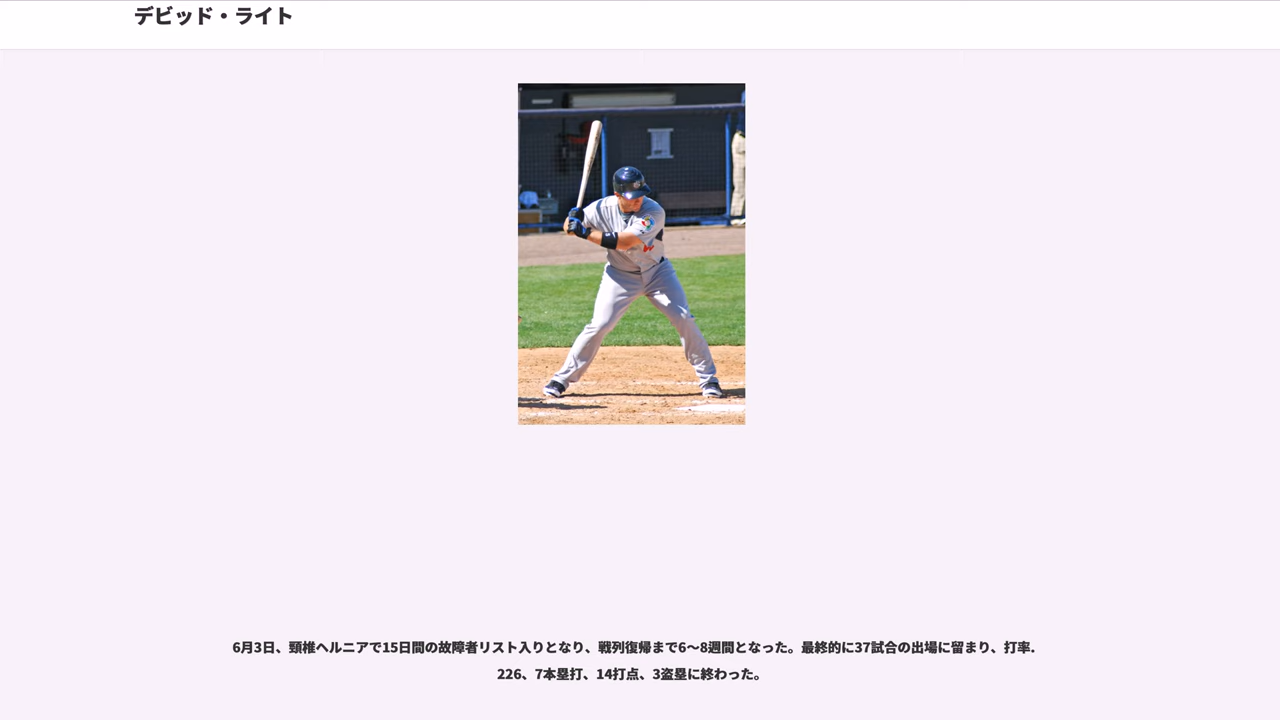 デビッド・ライト
6月3日、頸椎ヘルニアで15日間の故障者リスト入りとなり、戦列復帰まで6〜8週間となった。最終的に37試合の出場に留まり、打率.
226、7本塁打、14打点、3盗塁に終わった。